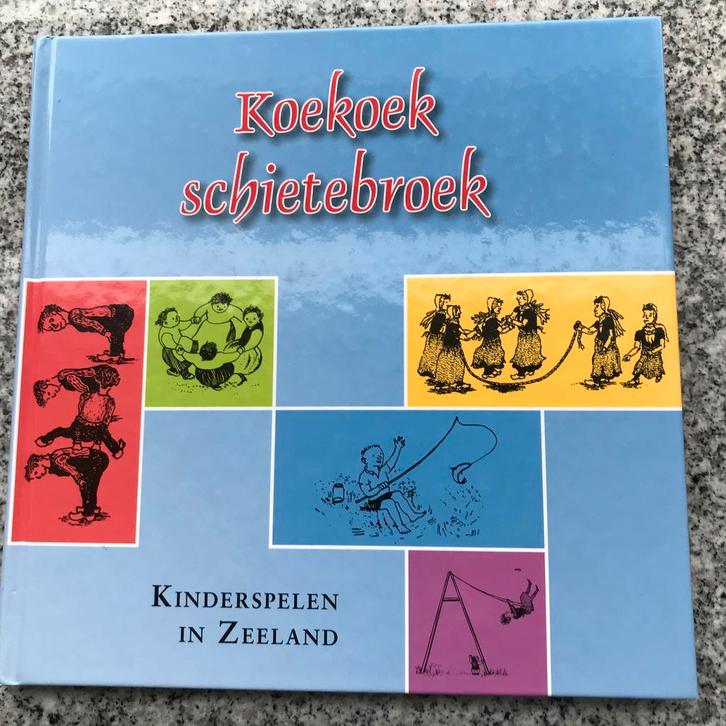 Koekoek
schietebroek
KINDERSPELEN
IN ZEELAND